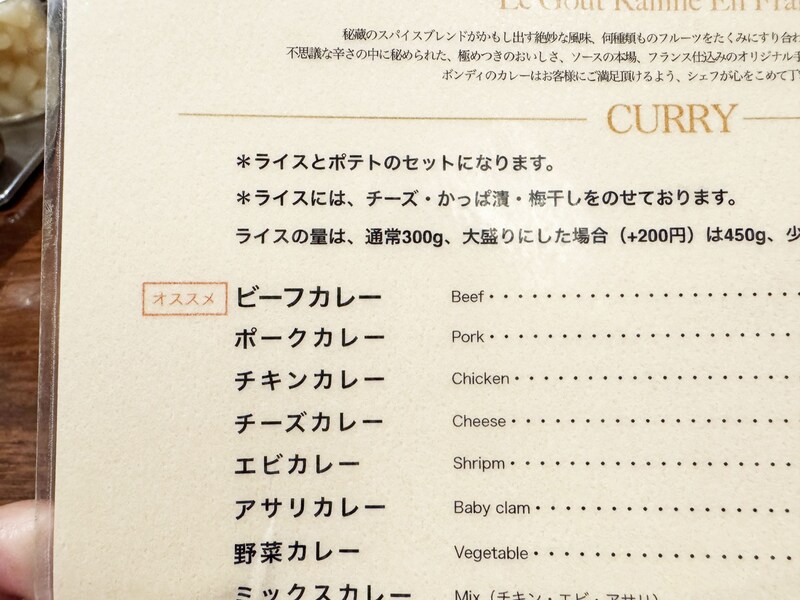 Le Goût Raffiné En Fran
秘蔵のスパイスブレンドがかもし出す絶妙な風味、何種類ものフルーツをたくみにすり合わ
不思議な辛さの中に秘められた、極めつきのおいしさ、ソースの本場、フランス仕込みのオリジナル
ボンディのカレーはお客様にご満足頂けるよう、シェフが心をこめて
CURRY
＊ライスとポテトのセットになります。
＊ライスには、チーズ・かっぱ漬・梅干しをのせております。
ライスの量は、通常300g、大盛りにした場合（+200円）は450g、少
オススメ ビーフカレー Beef
ポークカレー Pork
チキンカレー Chicken
チーズカレー Cheese
エビカレー Shripm
アサリカレー Baby clam
野菜カレー Vegetable
ミックスカレー Mix（チキン・エビ・アサリ）